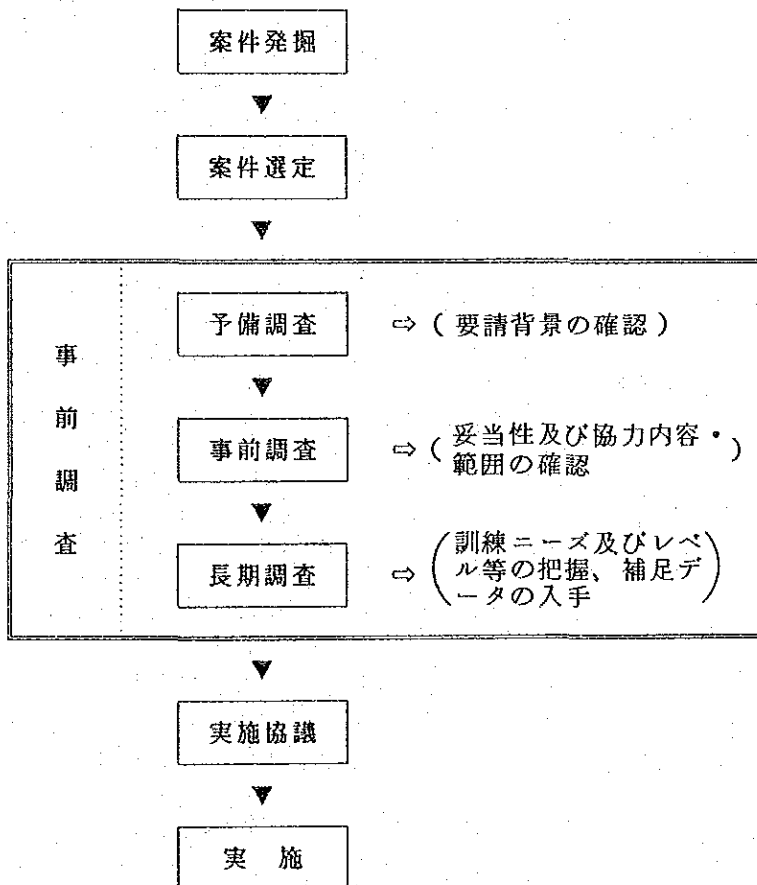 案件発掘
▼
案件選定
▼
事前調査
予備調査 ⇨ ( 要請背景の確認 )
▼
事前調査 ⇨ ( 妥当性及び協力内容・
範囲の確認 )
▼
長期調査 ⇨ ( 訓練ニーズ及びレベ
ル等の把握、補足デ
ータの入手 )
▼
実施協議
▼
実 施